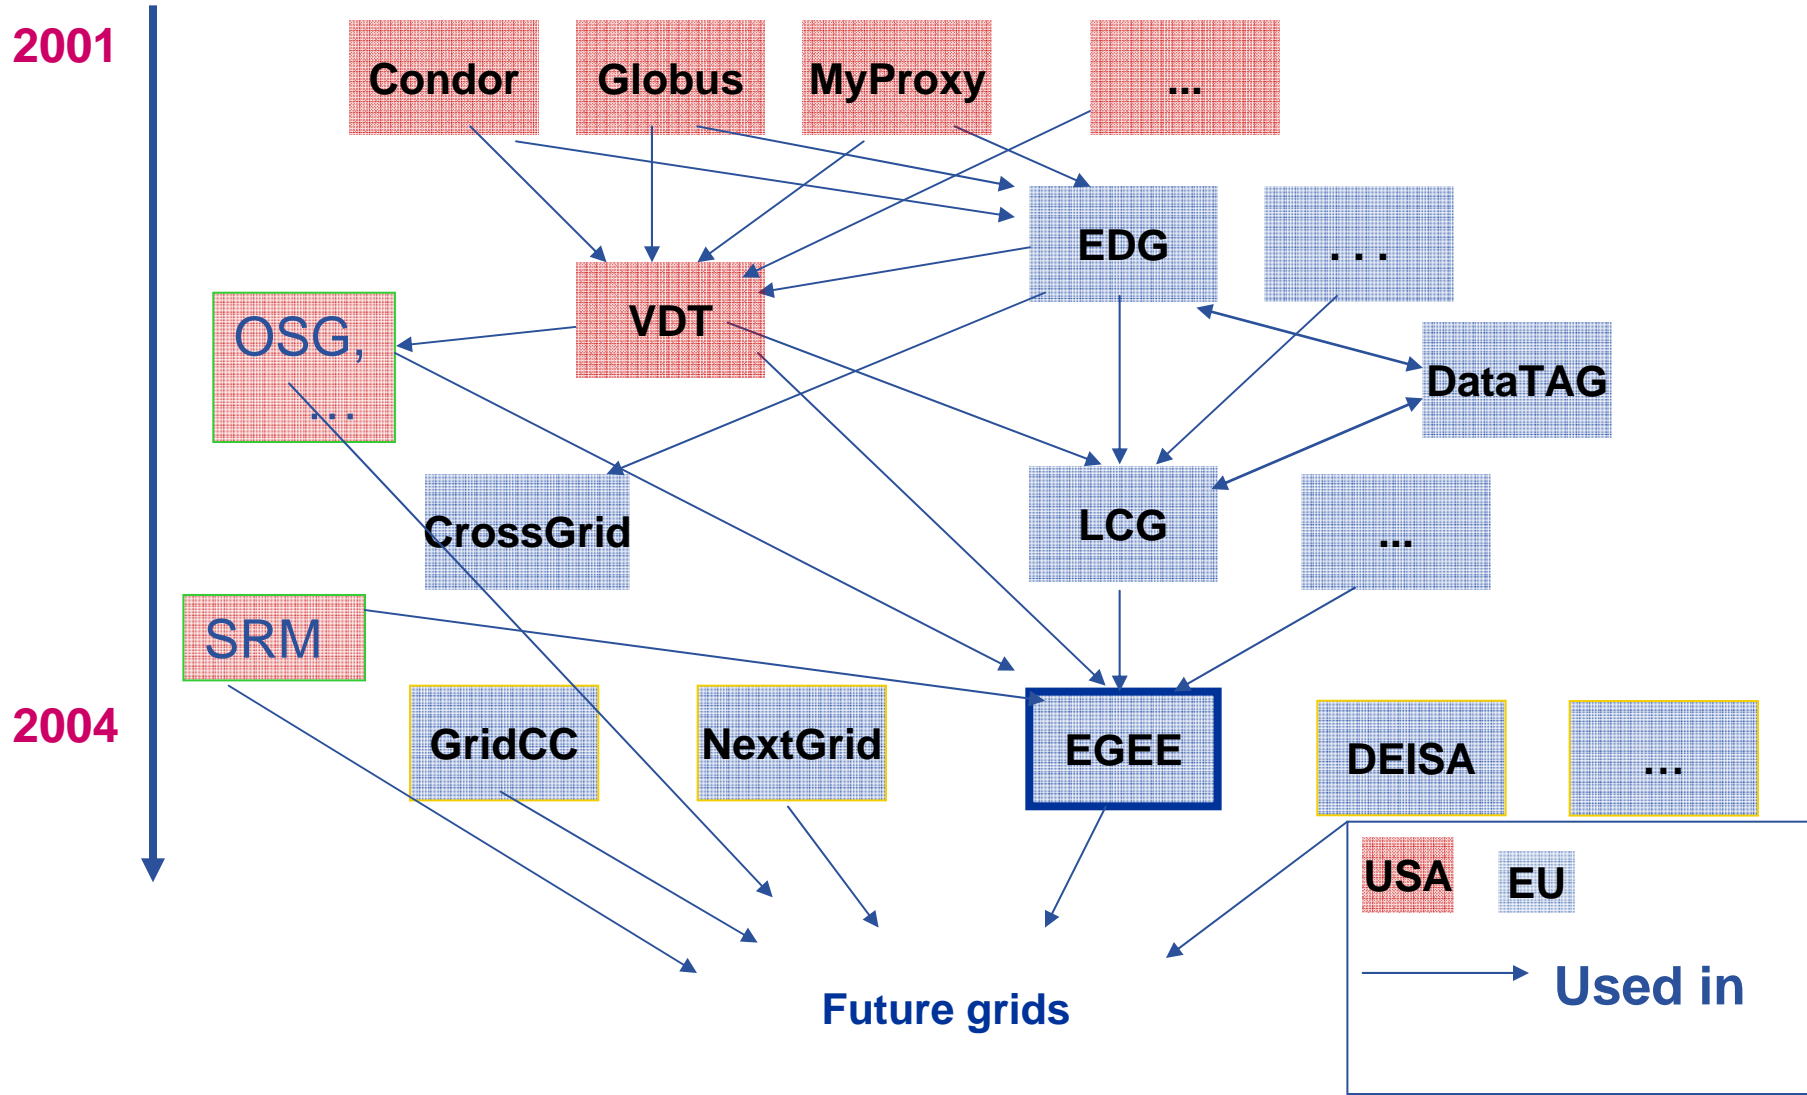 2001
Condor
Globus
MyProxy
...
EDG
. . .
VDT
OSG,
...
DataTAG
CrossGrid
LCG
...
SRM
2004
GridCC
NextGrid
EGEE
DEISA
...
USA
EU
Used in
Future grids